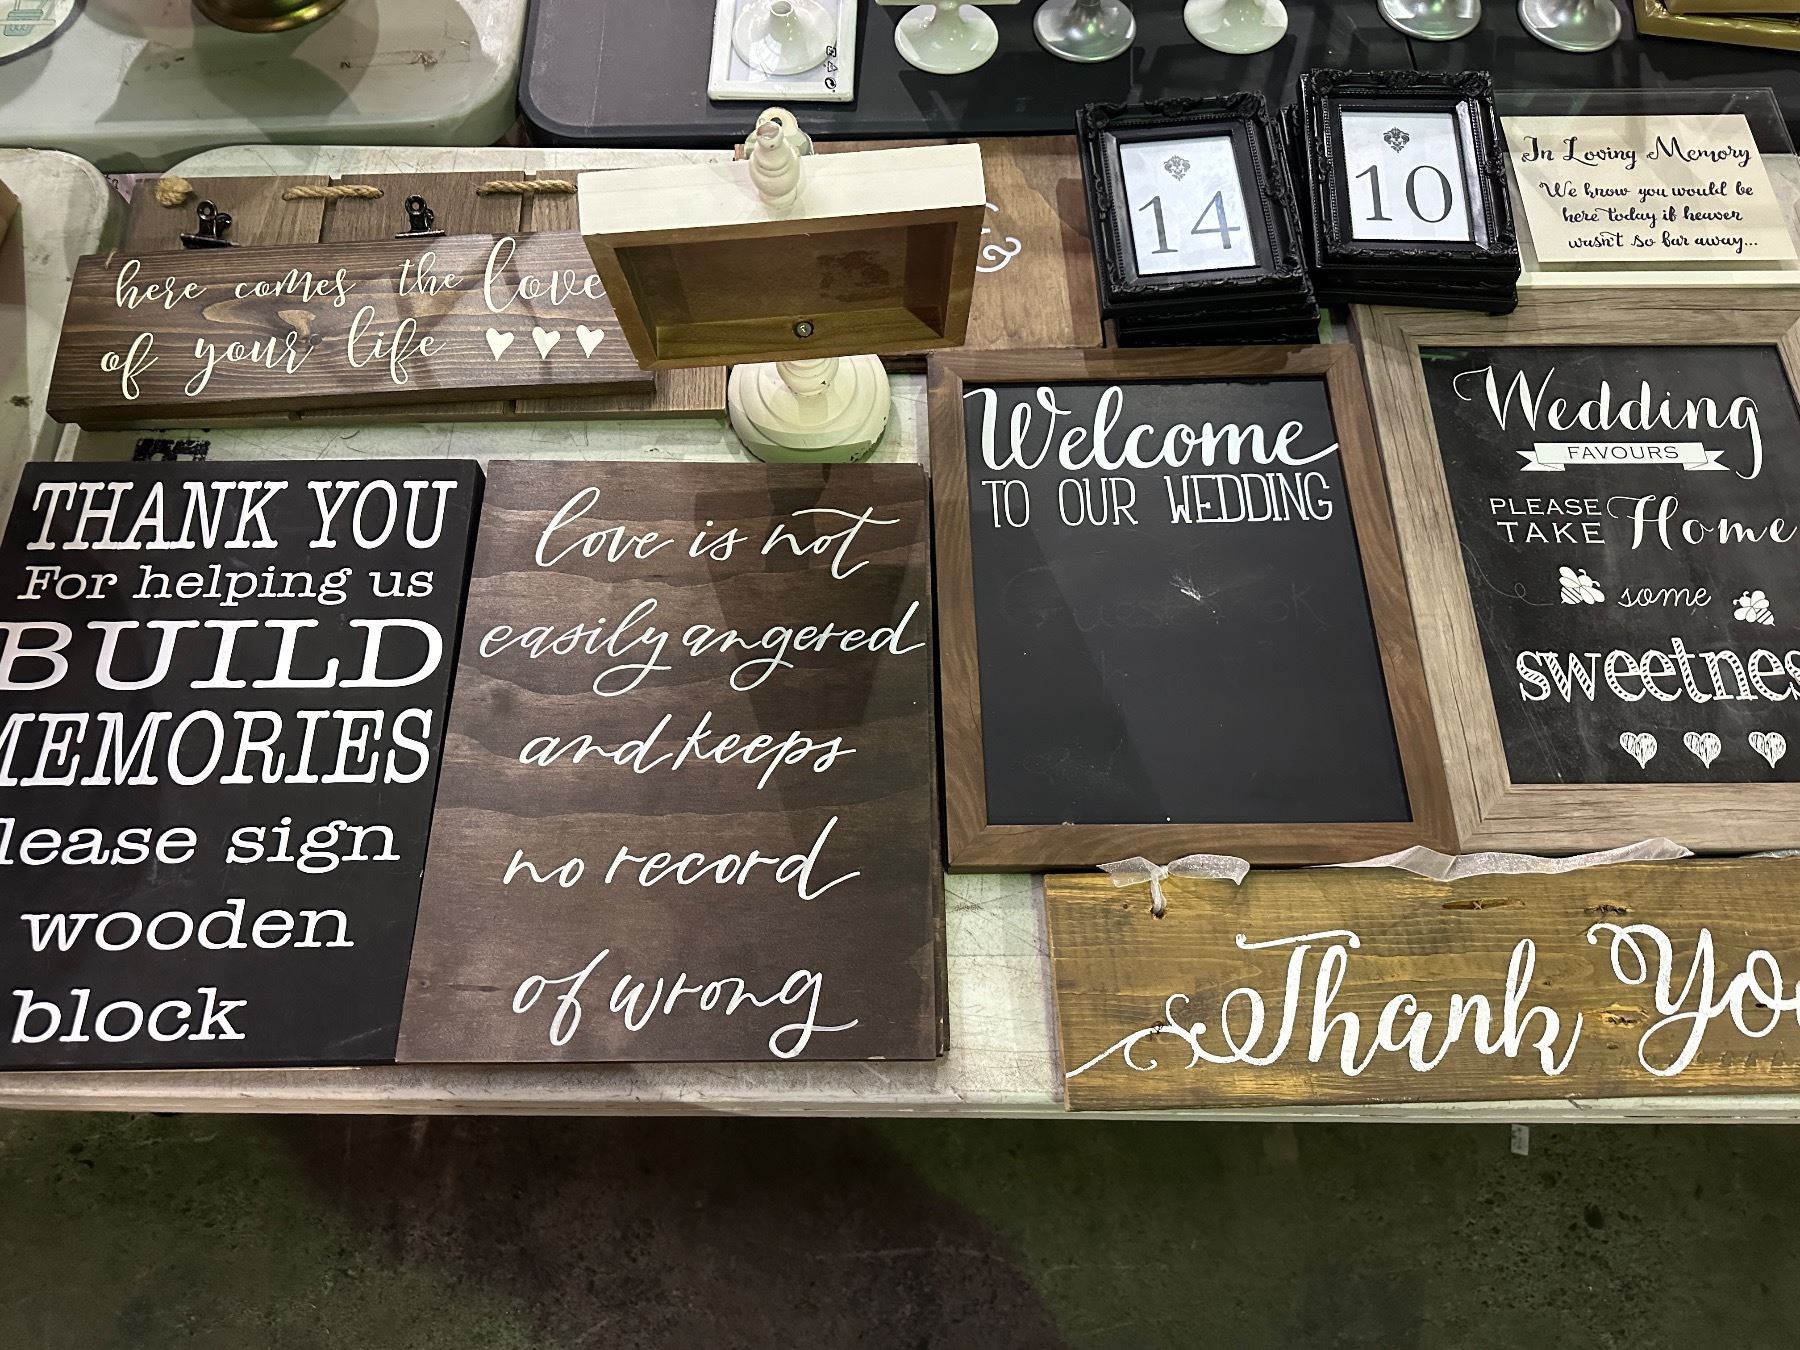 here comes the love
of your life
&
14
10
In Loving Memory
We know you would be
here today if heaven
wasn't so far away...
THANK YOU
For helping us
BUILD
MEMORIES
lease sign
wooden
block
love is not
easily angered
and keeps
no record
of wrong
Welcome
TO OUR WEDDING
Wedding
FAVOURS
PLEASE
TAKE Home
some
sweetnes
Thank You